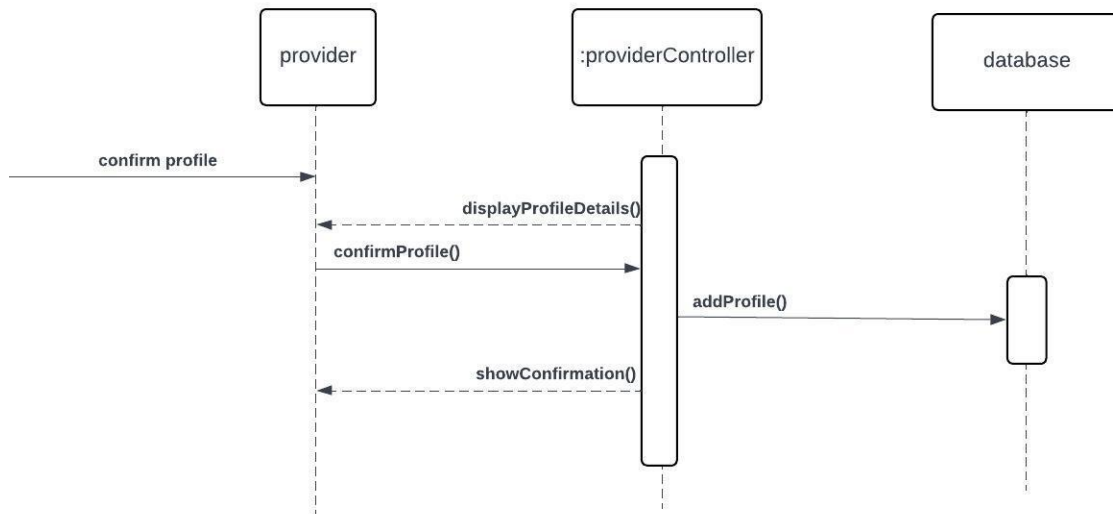 provider
:providerController
database
confirm profile
displayProfileDetails()
confirmProfile()
addProfile()
showConfirmation()